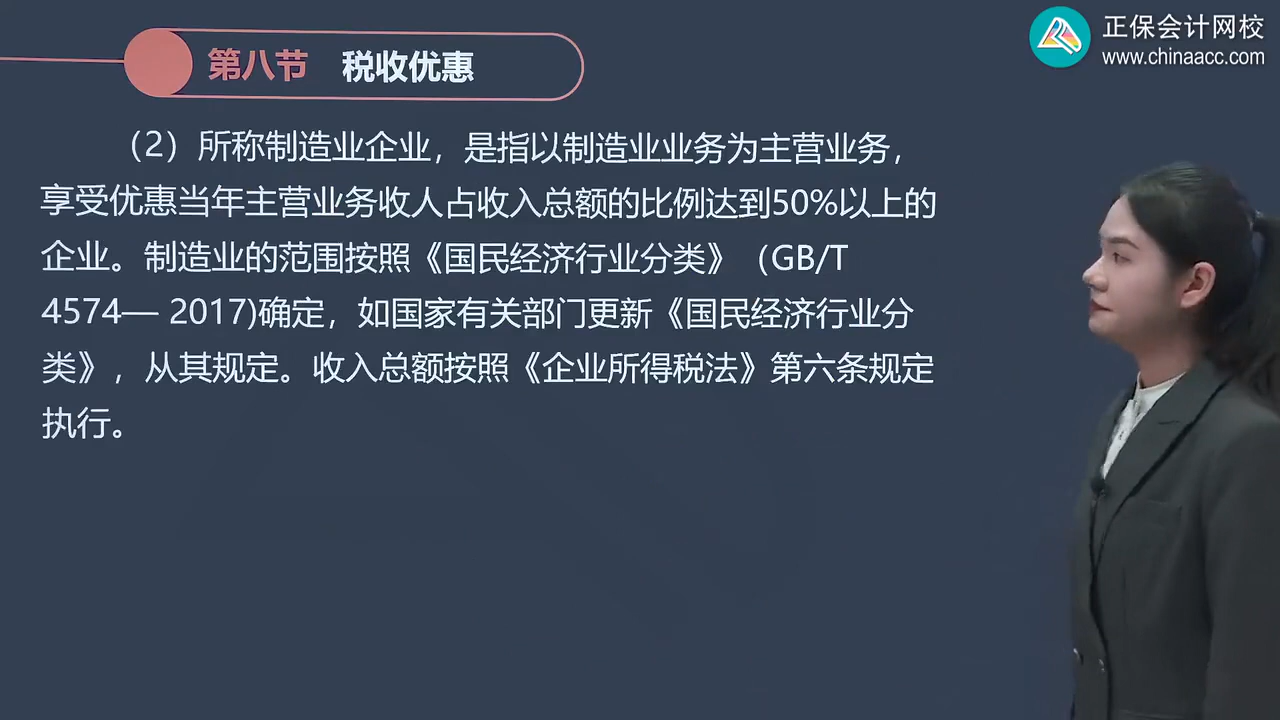 第八节 税收优惠
正保会计网校
www.chinaacc.com
（2）所称制造业企业，是指以制造业业务为主营业务，
享受优惠当年主营业务收人占收入总额的比例达到50%以上的
企业。制造业的范围按照《国民经济行业分类》（GB/T
4574— 2017)确定，如国家有关部门更新《国民经济行业分
类》，从其规定。收入总额按照《企业所得税法》第六条规定
执行。